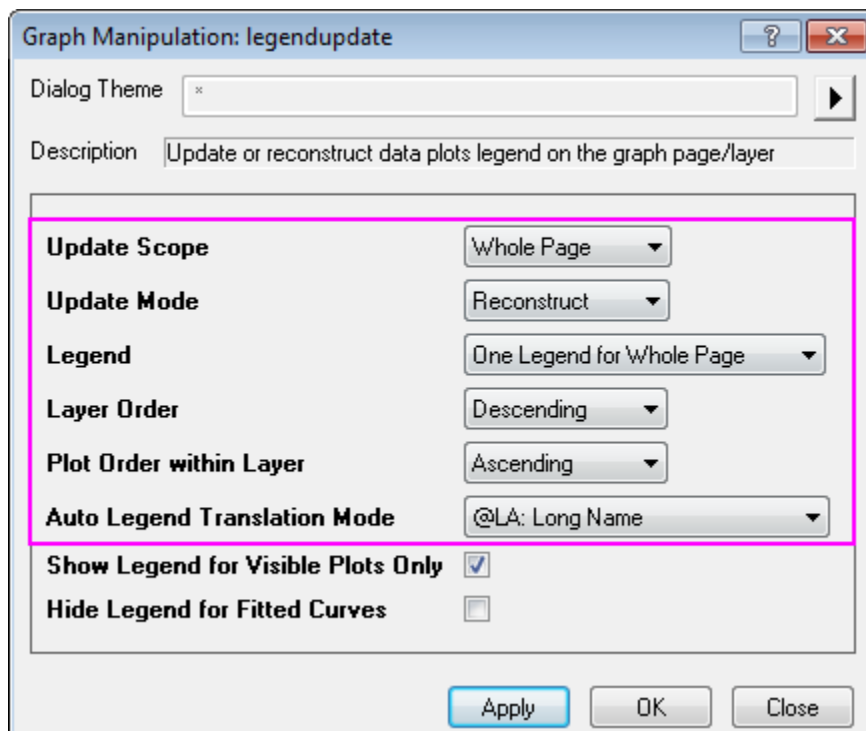 Graph Manipulation: legendupdate
Dialog Theme *
Description Update or reconstruct data plots legend on the graph page/layer
Update Scope Whole Page
Update Mode Reconstruct
Legend One Legend for Whole Page
Layer Order Descending
Plot Order within Layer Ascending
Auto Legend Translation Mode @LA: Long Name
Show Legend for Visible Plots Only
Hide Legend for Fitted Curves
Apply OK Close